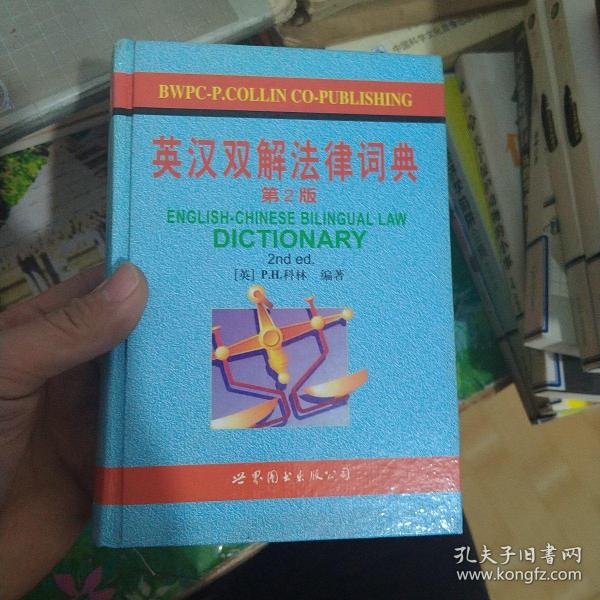 BWPC-P.COLLIN CO-PUBLISHING
英汉双解法律词典
第2版
ENGLISH-CHINESE BILINGUAL LAW
DICTIONARY
2nd ed.
[英] P.H.科林 编著
世界图书出版公司
孔夫子旧书网
www.kongfz.com